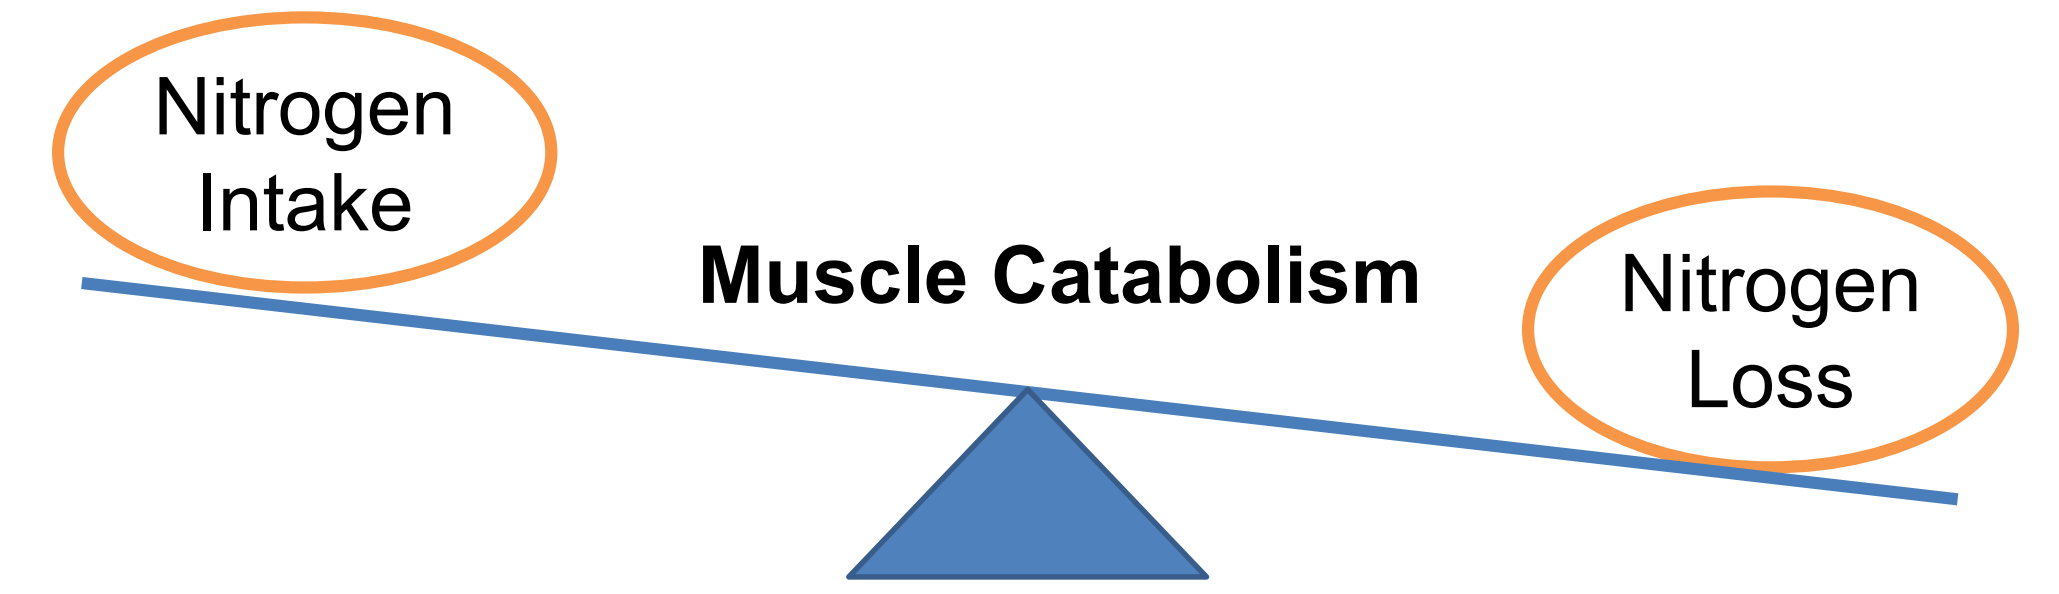 Nitrogen
Intake
Muscle Catabolism
Nitrogen
Loss